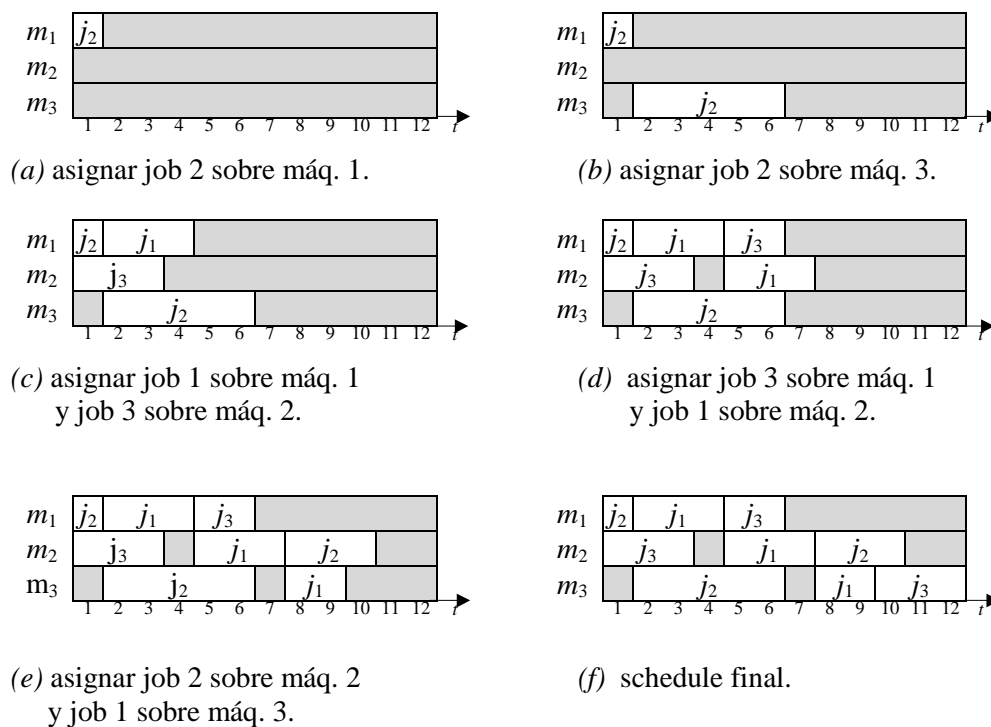 m1 j2
m2
m3
1 2 3 4 5 6 7 8 9 10 11 12 t
(a) asignar job 2 sobre máq. 1.
m1 j2
m2
m3 j2
1 2 3 4 5 6 7 8 9 10 11 12 t
(b) asignar job 2 sobre máq. 3.
m1 j2 j1
m2 j3
m3 j2
1 2 3 4 5 6 7 8 9 10 11 12 t
(c) asignar job 1 sobre máq. 1
y job 3 sobre máq. 2.
m1 j2 j1 j3
m2 j3 j1
m3 j2
1 2 3 4 5 6 7 8 9 10 11 12 t
(d) asignar job 3 sobre máq. 1
y job 1 sobre máq. 2.
m1 j2 j1 j3
m2 j3 j1 j2
m3 j2 j1
1 2 3 4 5 6 7 8 9 10 11 12 t
(e) asignar job 2 sobre máq. 2
y job 1 sobre máq. 3.
m1 j2 j1 j3
m2 j3 j1 j2
m3 j2 j1 j3
1 2 3 4 5 6 7 8 9 10 11 12 t
(f) schedule final.